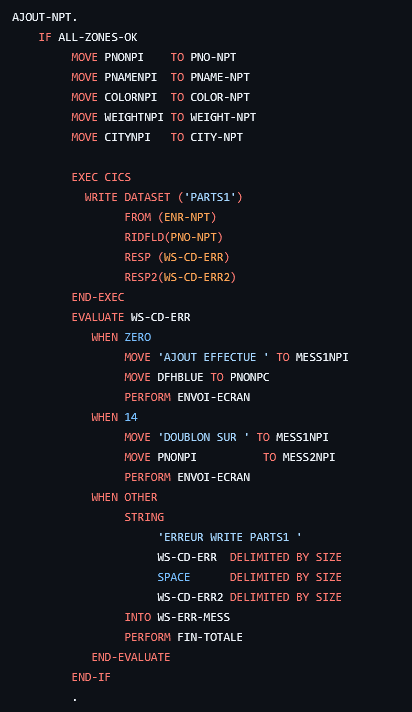 AJOUT-NPT.
IF ALL-ZONES-OK
MOVE PNONPI TO PNO-NPT
MOVE PNAMENPI TO PNAME-NPT
MOVE COLORNPI TO COLOR-NPT
MOVE WEIGHTNPI TO WEIGHT-NPT
MOVE CITYNPI TO CITY-NPT
EXEC CICS
WRITE DATASET ('PARTS1')
FROM (ENR-NPT)
RIDFLD(PNO-NPT)
RESP (WS-CD-ERR)
RESP2(WS-CD-ERR2)
END-EXEC
EVALUATE WS-CD-ERR
WHEN ZERO
MOVE 'AJOUT EFFECTUE ' TO MESS1NPI
MOVE DFHBLUE TO PNONPC
PERFORM ENVOI-ECRAN
WHEN 14
MOVE 'DOUBLON SUR ' TO MESS1NPI
MOVE PNONPI TO MESS2NPI
PERFORM ENVOI-ECRAN
WHEN OTHER
STRING
'ERREUR WRITE PARTS1 '
WS-CD-ERR DELIMITED BY SIZE
SPACE DELIMITED BY SIZE
WS-CD-ERR2 DELIMITED BY SIZE
INTO WS-ERR-MESS
PERFORM FIN-TOTALE
END-EVALUATE
END-IF
.